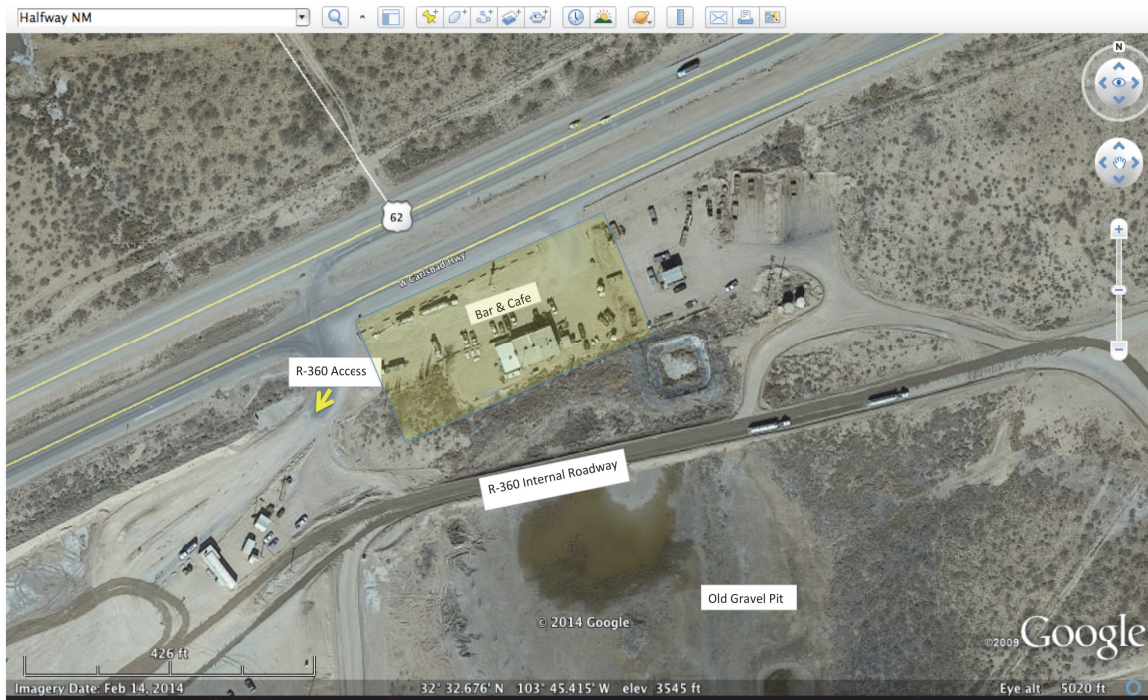 Halfway NM
N
62
W Carlsbad Hwy
Bar & Cafe
R-360 Access
R-360 Internal Roadway
Old Gravel Pit
© 2014 Google
©2009 Google
426 ft
Imagery Date: Feb 14, 2014 32° 32.676' N 103° 45.415' W elev 3545 ft Eye alt 5020 ft